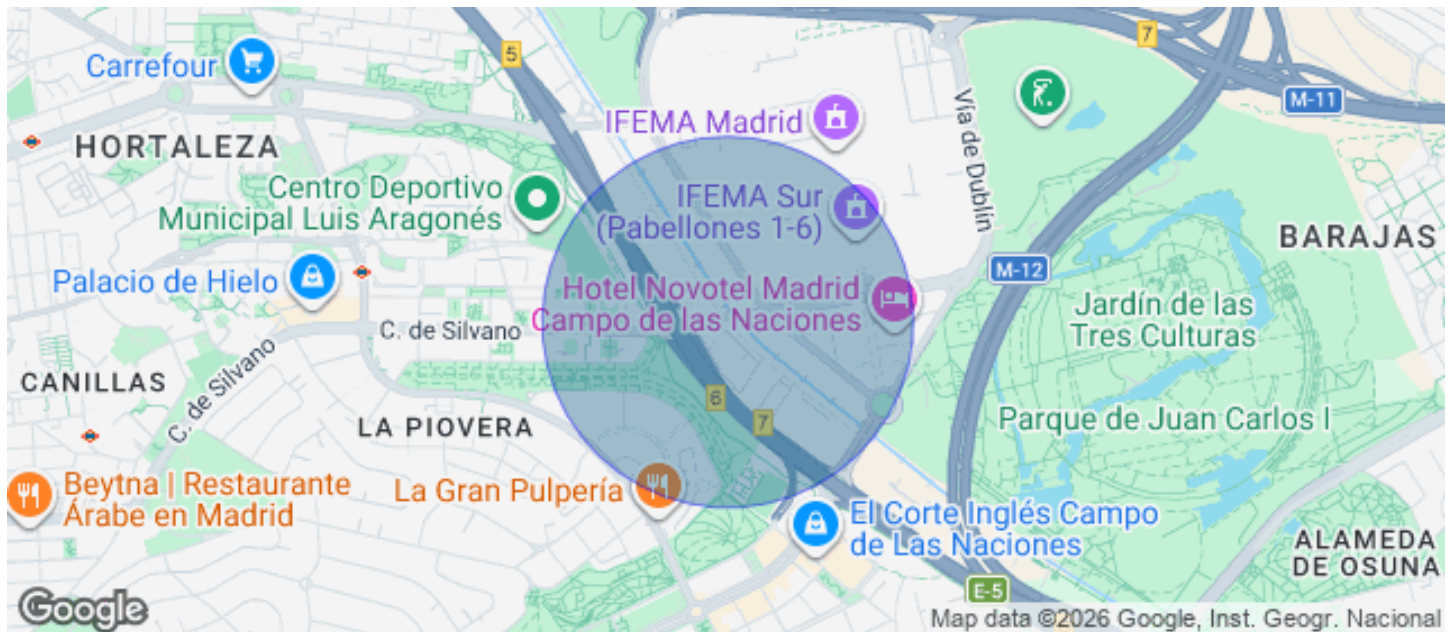 5
7
Carrefour
M-11
IFEMA Madrid
HORTALEZA
Vía de Dublín
Centro Deportivo
Municipal Luis Aragonés
IFEMA Sur
(Pabellones 1-6)
BARAJAS
Palacio de Hielo
M-12
Hotel Novotel Madrid
Campo de las Naciones
Jardín de las
Tres Culturas
C. de Silvano
CANILLAS
C. de Silvano
6
7
LA PIOVERA
Parque de Juan Carlos I
Beytna | Restaurante
Árabe en Madrid
La Gran Pulpería
El Corte Inglés Campo
de Las Naciones
ALAMEDA
DE OSUNA
E-5
Google
Map data ©2026 Google, Inst. Geogr. Nacional